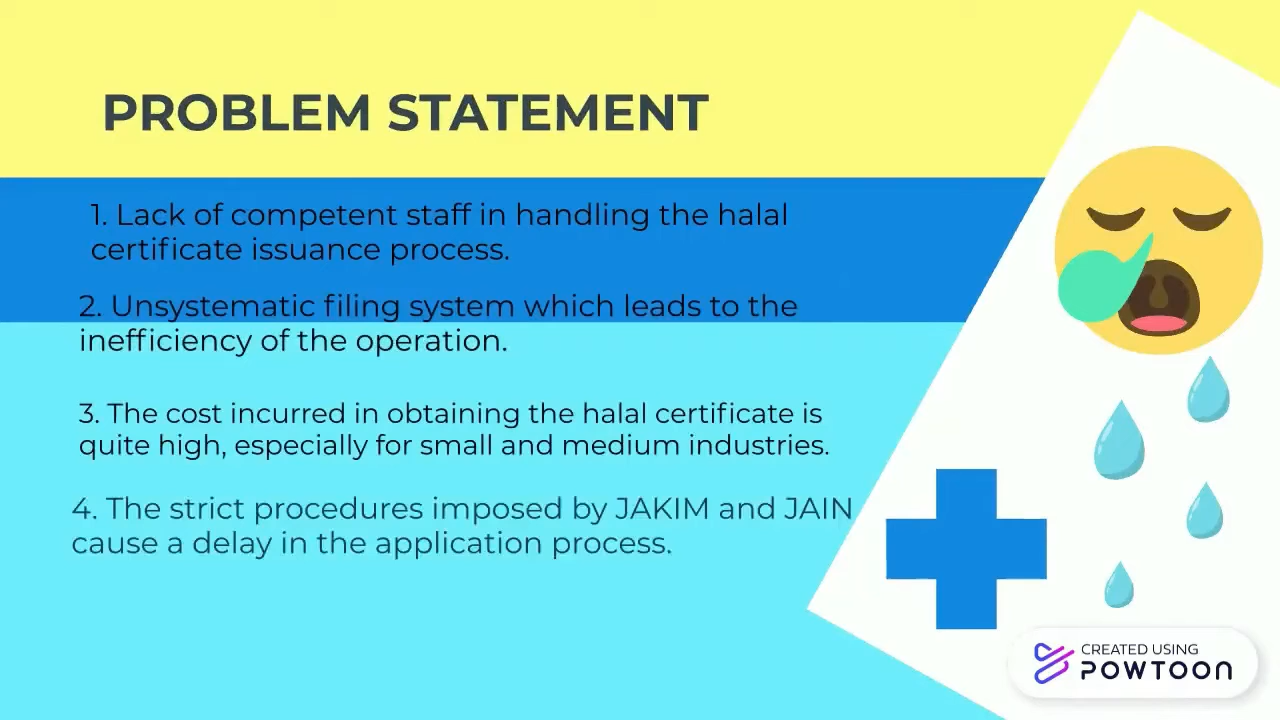 PROBLEM STATEMENT
1. Lack of competent staff in handling the halal
certificate issuance process.
2. Unsystematic filing system which leads to the
inefficiency of the operation.
3. The cost incurred in obtaining the halal certificate is
quite high, especially for small and medium industries.
4. The strict procedures imposed by JAKIM and JAIN
cause a delay in the application process.
CREATED USING
POWTOON